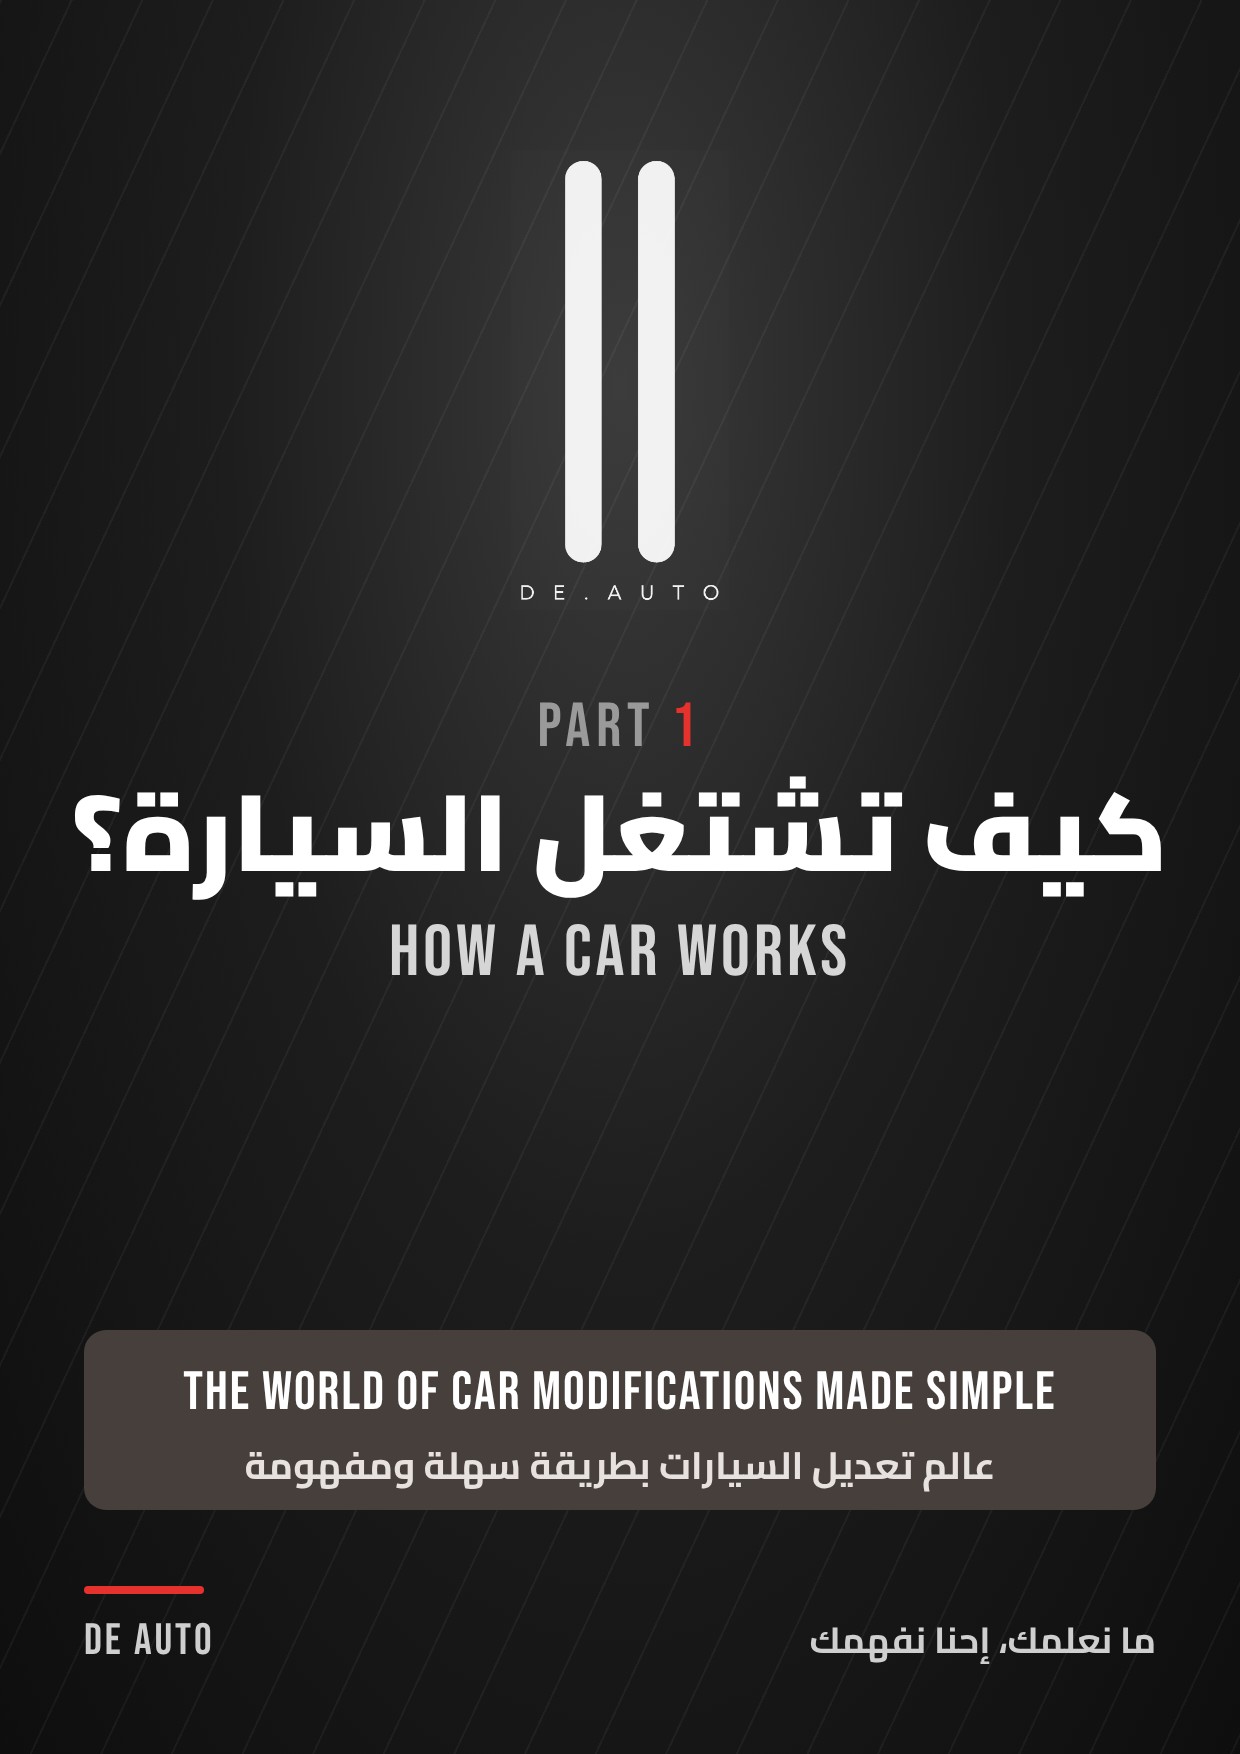 DE.AUTO
PART 1
كيف تشتغل السيارة؟
HOW A CAR WORKS
THE WORLD OF CAR MODIFICATIONS MADE SIMPLE
عالم تعديل السيارات بطريقة سهلة ومفهومة
DE AUTO
ما نعلمك، إحنا نفهمك